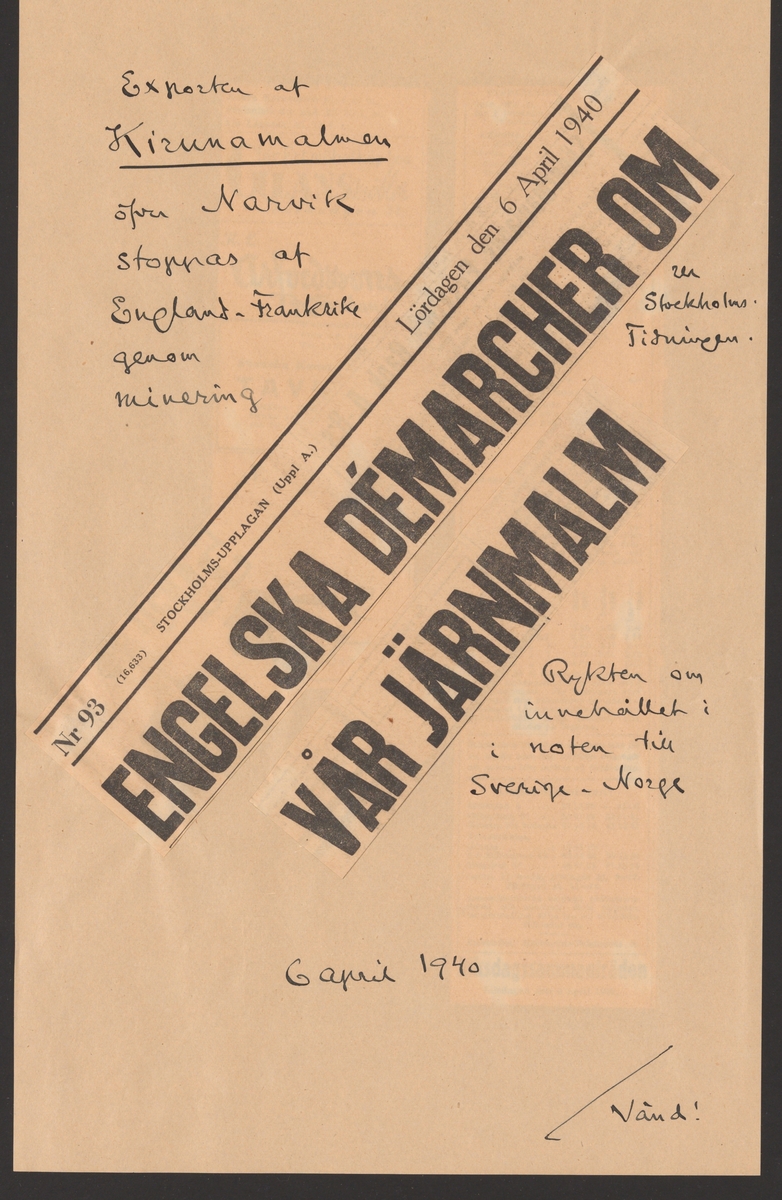 Exporten af
Kirunamalmen
öfver Narvik
stoppas af
England-Frankrike
genom
minering
Nr 93 (16,633) STOCKHOLMS-UPPLAGAN (Uppl A.) Lördagen den 6 April 1940
ENGELSKA DÉMARCHER OM
VÅR JÄRNMALM
Stockholms.
Tidningen.
Rykten om
innehållet i
i noten till
Sverige - Norge
6 april 1940
Vänd!